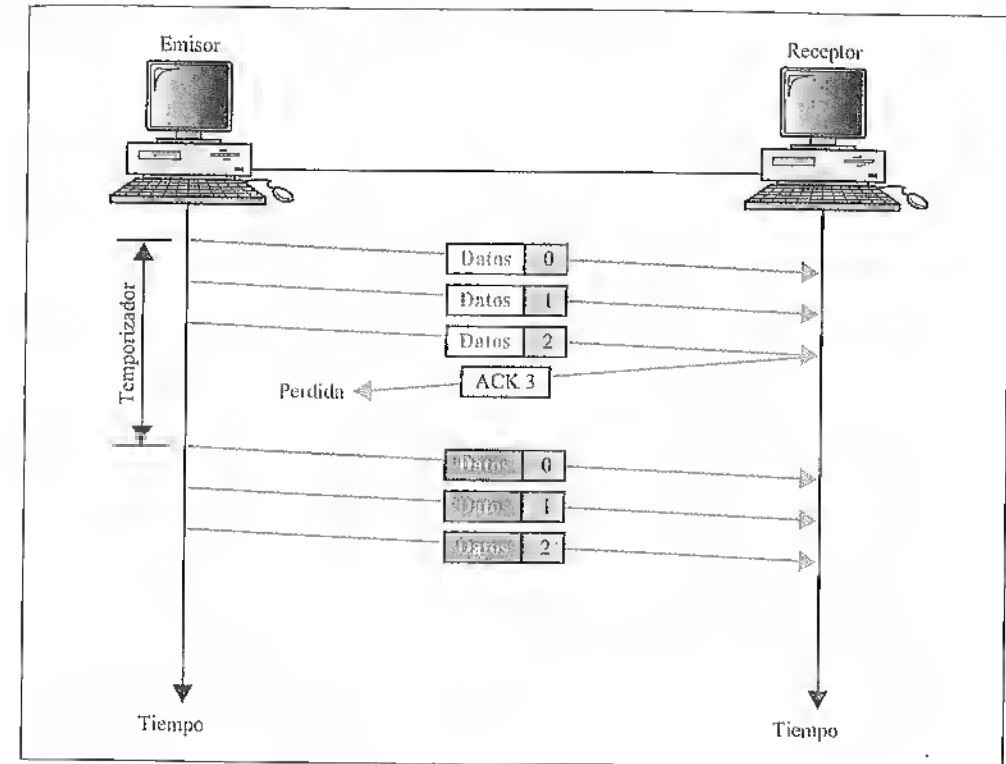 Emisor
Receptor
Datos 0
Datos 1
Datos 2
ACK 3
Perdida
Temporizador
Datos 0
Datos 1
Datos 2
Tiempo
Tiempo